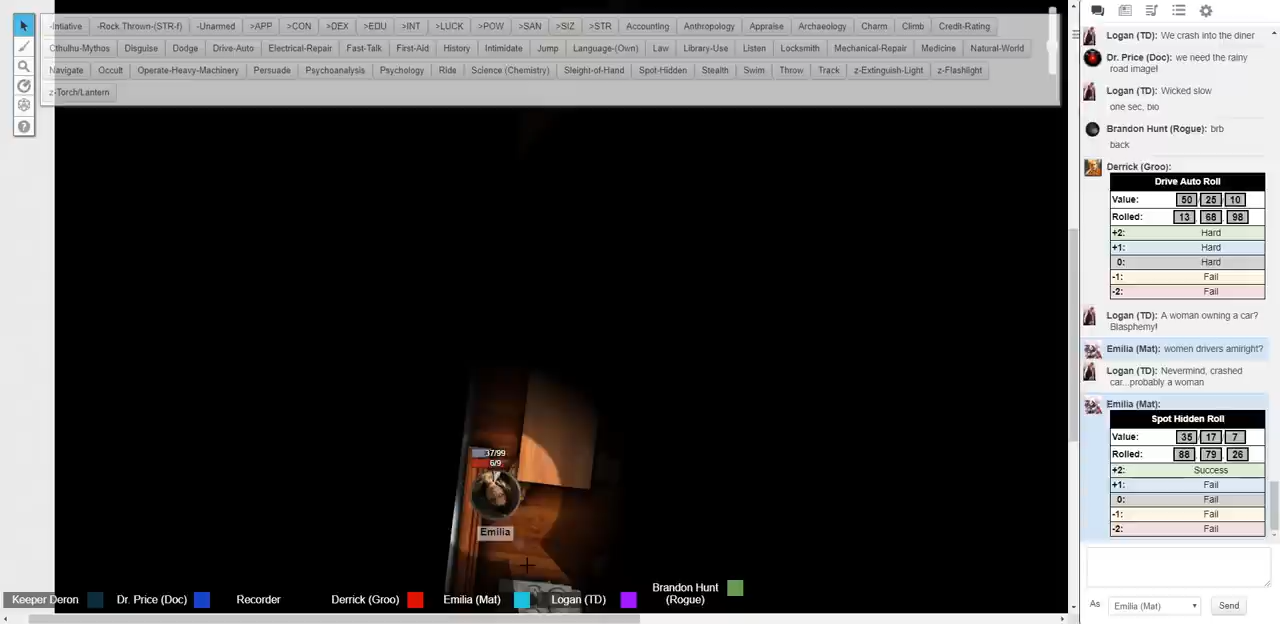 -Intiative -Rock Thrown-(STR-f) -Unarmed >APP >CON >DEX >EDU >INT >LUCK >POW >SAN >SIZ >STR Accounting Anthropology Appraise Archaeology Charm Climb Credit-Rating
Cthulhu-Mythos Disguise Dodge Drive-Auto Electrical-Repair Fast-Talk First-Aid History Intimidate Jump Language-(Own) Law Library-Use Listen Locksmith Mechanical-Repair Medicine Natural-World
Navigate Occult Operate-Heavy-Machinery Persuade Psychoanalysis Psychology Ride Science (Chemistry) Sleight-of-Hand Spot-Hidden Stealth Swim Throw Track z-Extinguish-Light z-Flashlight
z-Torch/Lantern
37/99
6/9
Emilia
Keeper Deron
Dr. Price (Doc)
Recorder
Derrick (Groo)
Emilia (Mat)
Logan (TD)
Brandon Hunt
(Rogue)
Logan (TD): We crash into the diner
Dr. Price (Doc): we need the rainy
road image!
Logan (TD): Wicked slow
one sec, bio
Brandon Hunt (Rogue): brb
back
Derrick (Groo):
Drive Auto Roll
Value: 50 25 10
Rolled: 13 68 98
+2: Hard
+1: Hard
0: Hard
-1: Fail
-2: Fail
Logan (TD): A woman owning a car?
Blasphemy!
Emilia (Mat): women drivers amiright?
Logan (TD): Nevermind, crashed
car...probably a woman
Emilia (Mat):
Spot Hidden Roll
Value: 35 17 7
Rolled: 88 79 26
+2: Success
+1: Fail
0: Fail
-1: Fail
-2: Fail
As Emilia (Mat) Send